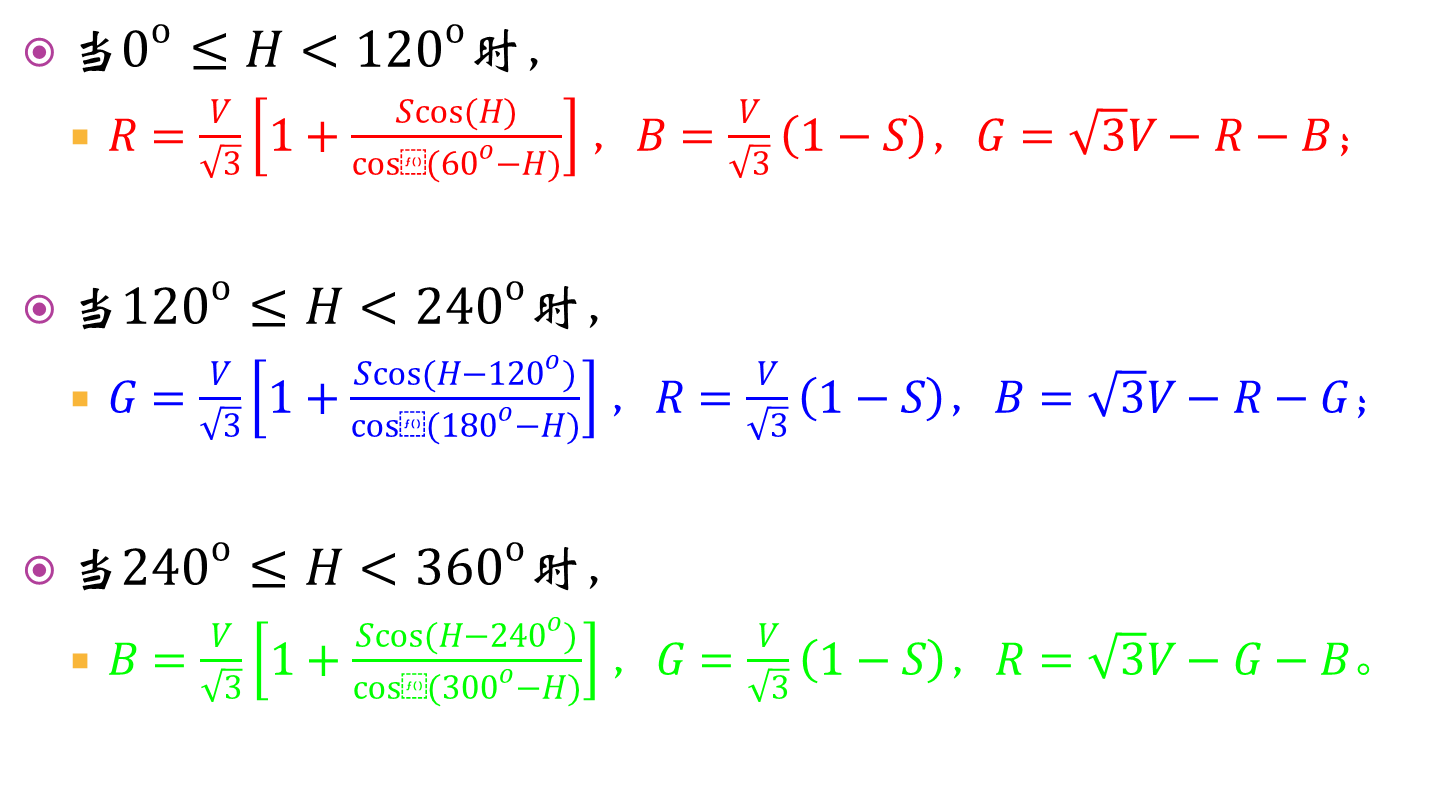 当0° ≤ H < 120°时,
R = V/√3 [1 + Scos(H)/cos(60°−H)], B = V/√3 (1 − S), G = √3V − R − B;
当120° ≤ H < 240°时,
G = V/√3 [1 + Scos(H−120°)/cos(180°−H)], R = V/√3 (1 − S), B = √3V − R − G;
当240° ≤ H < 360°时,
B = V/√3 [1 + Scos(H−240°)/cos(300°−H)], G = V/√3 (1 − S), R = √3V − G − B。